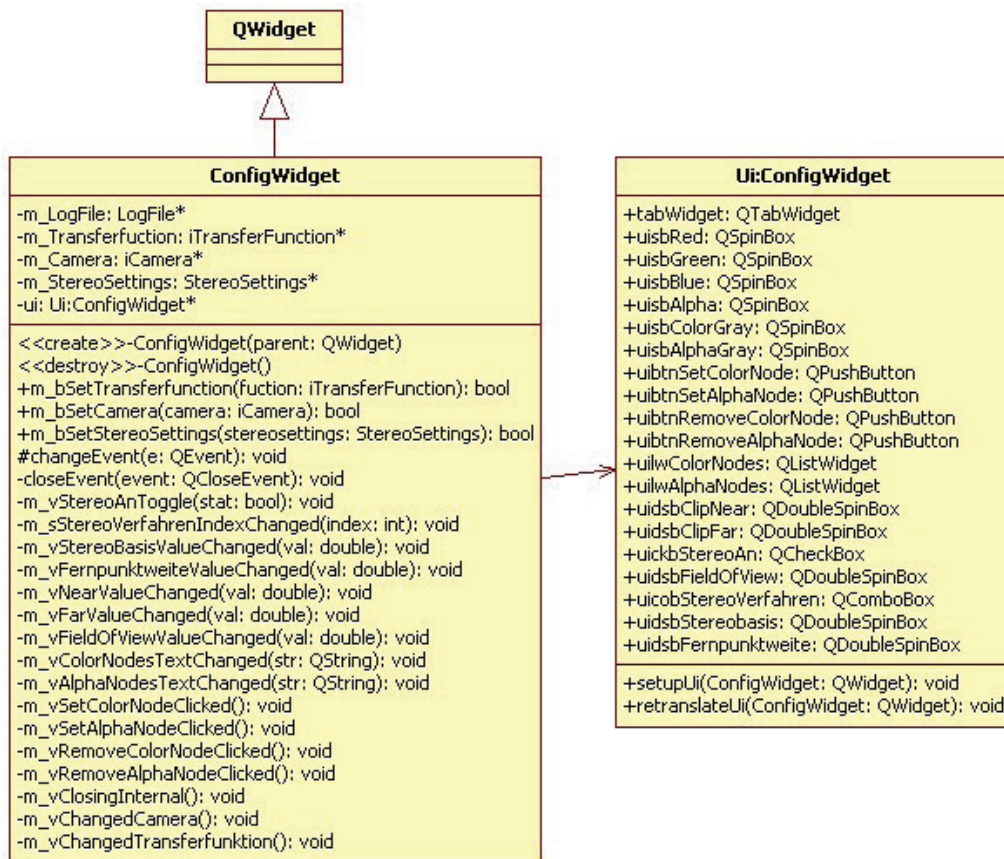 QWidget
ConfigWidget
-m_LogFile: LogFile*
-m_Transferfuction: iTransferFunction*
-m_Camera: iCamera*
-m_StereoSettings: StereoSettings*
-ui: Ui:ConfigWidget*
<<create>>-ConfigWidget(parent: QWidget)
<<destroy>>-ConfigWidget()
+m_bSetTransferfunction(fuction: iTransferFunction): bool
+m_bSetCamera(camera: iCamera): bool
+m_bSetStereoSettings(stereosettings: StereoSettings): bool
#changeEvent(e: QEvent): void
-closeEvent(event: QCloseEvent): void
-m_vStereoAnToggle(stat: bool): void
-m_sStereoVerfahrenIndexChanged(index: int): void
-m_vStereoBasisValueChanged(val: double): void
-m_vFernpunktweiteValueChanged(val: double): void
-m_vNearValueChanged(val: double): void
-m_vFarValueChanged(val: double): void
-m_vFieldOfViewValueChanged(val: double): void
-m_vColorNodesTextChanged(str: QString): void
-m_vAlphaNodesTextChanged(str: QString): void
-m_vSetColorNodeClicked(): void
-m_vSetAlphaNodeClicked(): void
-m_vRemoveColorNodeClicked(): void
-m_vRemoveAlphaNodeClicked(): void
-m_vClosingInternal(): void
-m_vChangedCamera(): void
-m_vChangedTransferfunktion(): void
Ui:ConfigWidget
+tabWidget: QTabWidget
+uisbRed: QSpinBox
+uisbGreen: QSpinBox
+uisbBlue: QSpinBox
+uisbAlpha: QSpinBox
+uisbColorGray: QSpinBox
+uisbAlphaGray: QSpinBox
+uibtnSetColorNode: QPushButton
+uibtnSetAlphaNode: QPushButton
+uibtnRemoveColorNode: QPushButton
+uibtnRemoveAlphaNode: QPushButton
+uilwColorNodes: QListWidget
+uilwAlphaNodes: QListWidget
+uidsbClipNear: QDoubleSpinBox
+uidsbClipFar: QDoubleSpinBox
+uickbStereoAn: QCheckBox
+uidsbFieldOfView: QDoubleSpinBox
+uicobStereoVerfahren: QComboBox
+uidsbStereobasis: QDoubleSpinBox
+uidsbFernpunktweite: QDoubleSpinBox
+setupUi(ConfigWidget: QWidget): void
+retranslateUi(ConfigWidget: QWidget): void